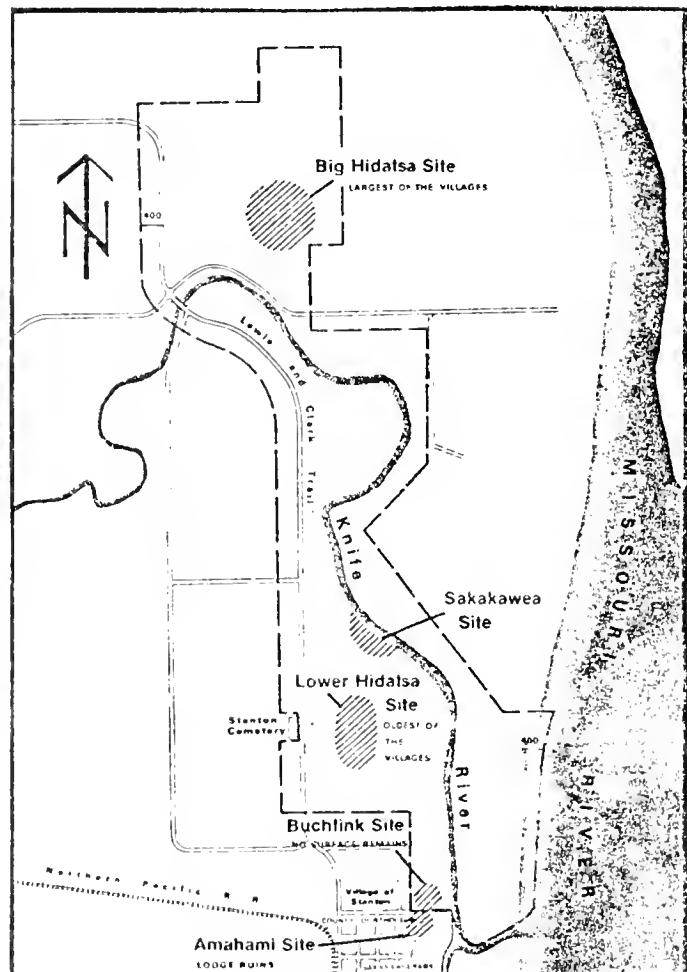 Big Hidatsa Site
LARGEST OF THE VILLAGES
N
400
Lewis and Clark Trail
Knife
River
MISSOURI
RIVER
Sakakawea
Site
Lower Hidatsa
Site
OLDEST OF
THE
VILLAGES
Stanton
Cemetery
400
Buchfink Site
NO SURFACE REMAINS
Northern Pacific R R
Village of
Stanton
Amahami Site
LODGE RUINS